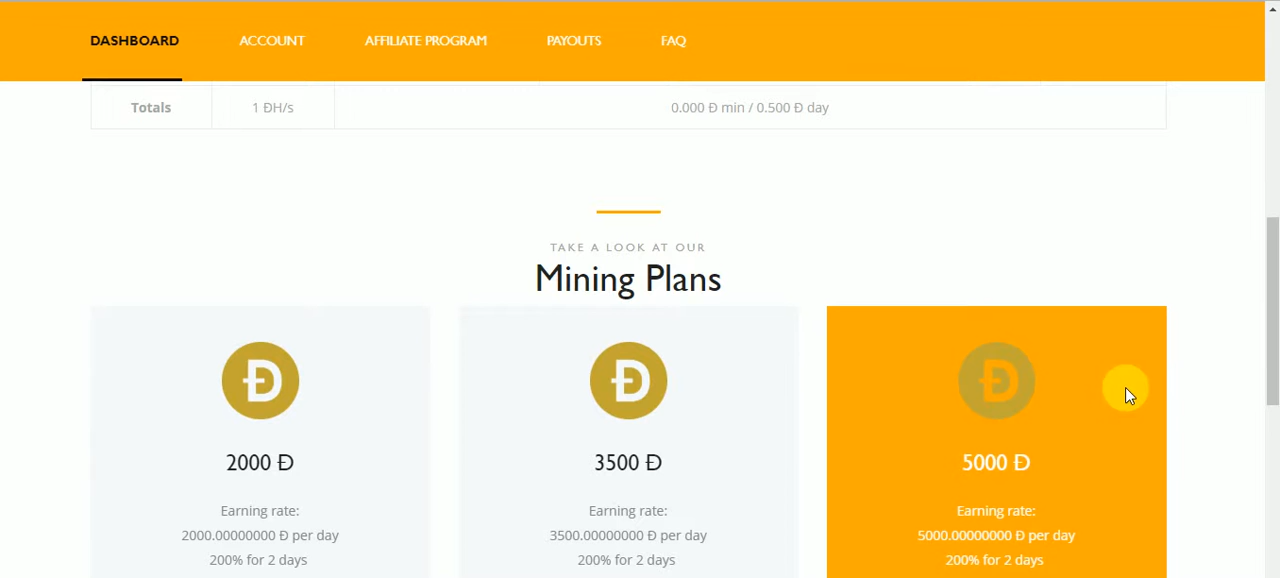 DASHBOARD ACCOUNT AFFILIATE PROGRAM PAYOUTS FAQ
Totals 1 ÐH/s 0.000 Ð min / 0.500 Ð day
TAKE A LOOK AT OUR
Mining Plans
Ð Ð Ð
2000 Ð 3500 Ð 5000 Ð
Earning rate: Earning rate: Earning rate:
2000.00000000 Ð per day 3500.00000000 Ð per day 5000.00000000 Ð per day
200% for 2 days 200% for 2 days 200% for 2 days